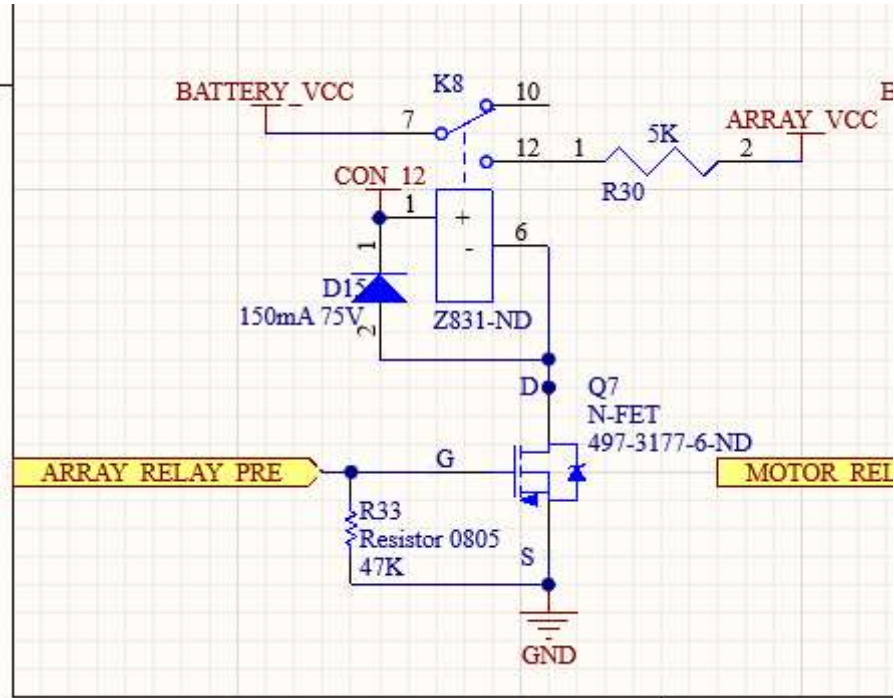 K8
BATTERY_VCC
10
7
5K
ARRAY_VCC
12
1
2
CON_12
R30
1
+
6
-
1
D15
150mA 75V
2
Z831-ND
D
Q7
N-FET
497-3177-6-ND
ARRAY RELAY PRE
G
MOTOR REL
R33
Resistor 0805
47K
S
GND